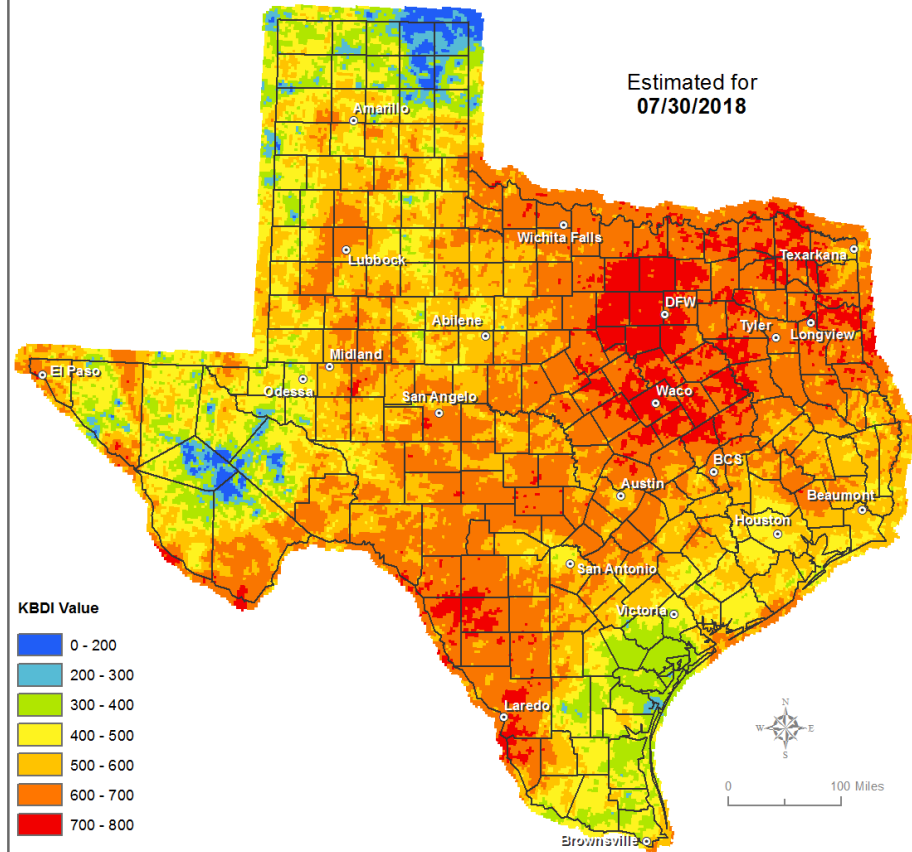 Estimated for
07/30/2018
Amarillo
Wichita Falls
Lubbock
Texarkana
DFW
Abilene
Tyler
Longview
Midland
El Paso
Odessa
San Angelo
Waco
BCS
Austin
Beaumont
Houston
San Antonio
Victoria
Laredo
Brownsville
KBDI Value
0 - 200
200 - 300
300 - 400
400 - 500
500 - 600
600 - 700
700 - 800
N
W E
S
0 100 Miles